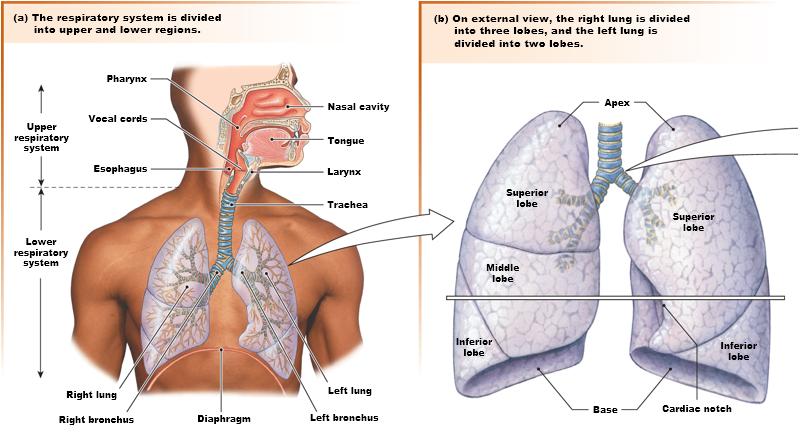 (a) The respiratory system is divided
into upper and lower regions.
Pharynx
Vocal cords
Esophagus
Nasal cavity
Tongue
Larynx
Trachea
Upper
respiratory
system
Lower
respiratory
system
Right lung
Right bronchus
Diaphragm
Left lung
Left bronchus
(b) On external view, the right lung is divided
into three lobes, and the left lung is
divided into two lobes.
Apex
Superior
lobe
Superior
lobe
Middle
lobe
Inferior
lobe
Inferior
lobe
Base
Cardiac notch